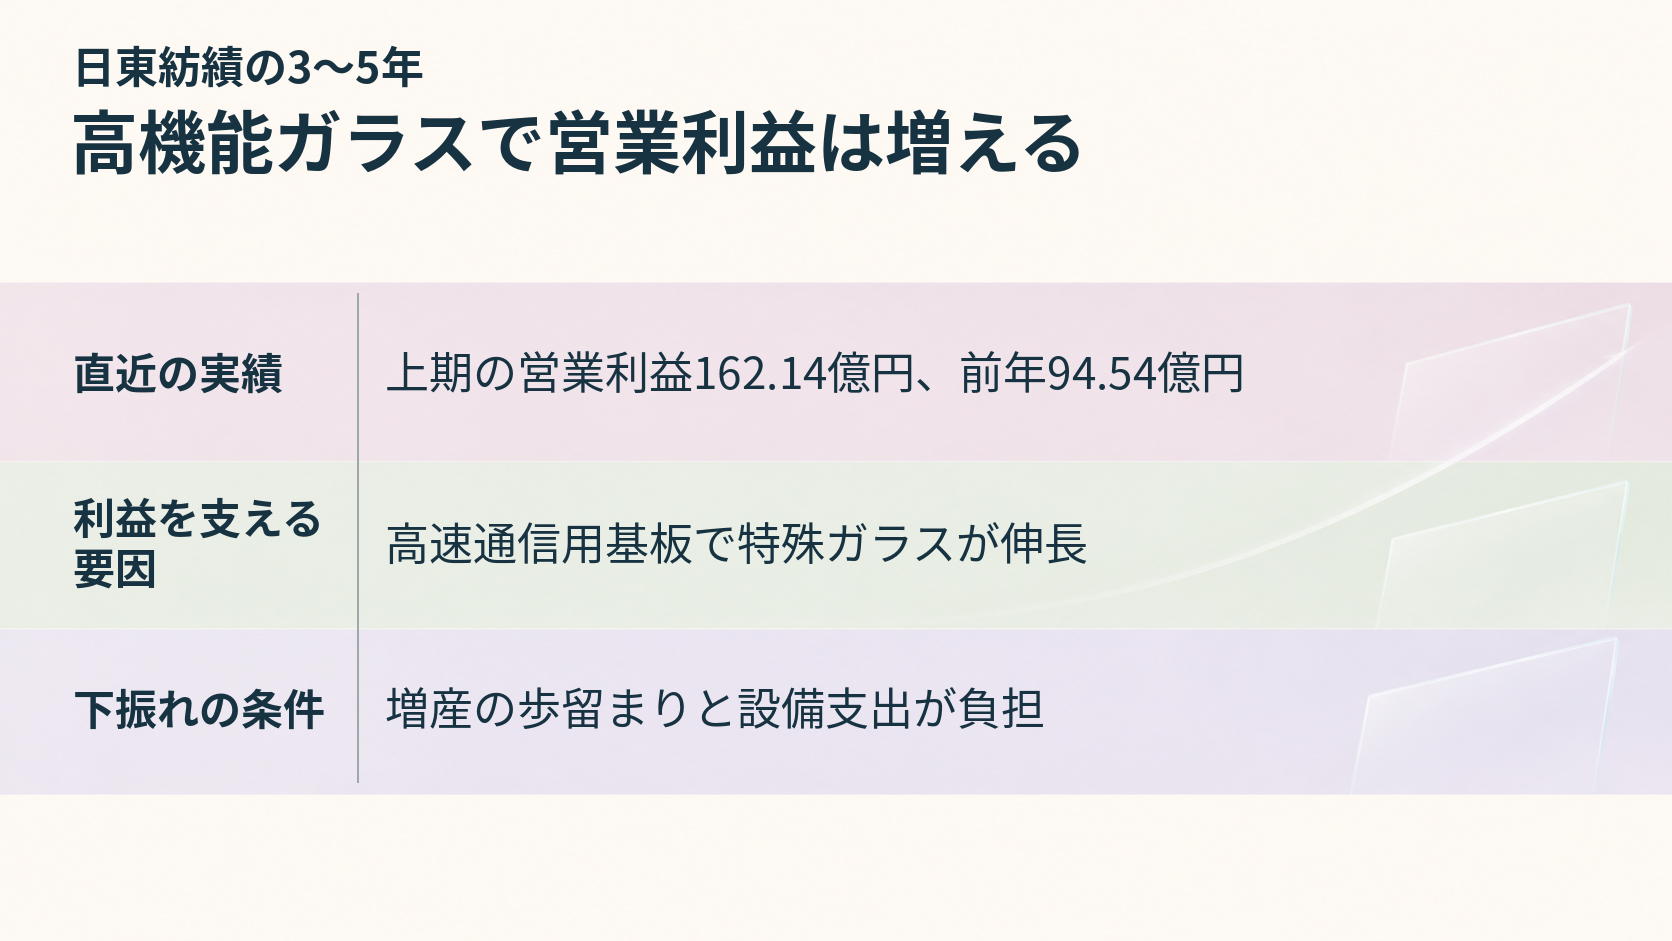 日東紡績の3〜5年
高機能ガラスで営業利益は増える
直近の実績
上期の営業利益162.14億円、前年94.54億円
利益を支える
要因
高速通信用基板で特殊ガラスが伸長
下振れの条件
増産の歩留まりと設備支出が負担